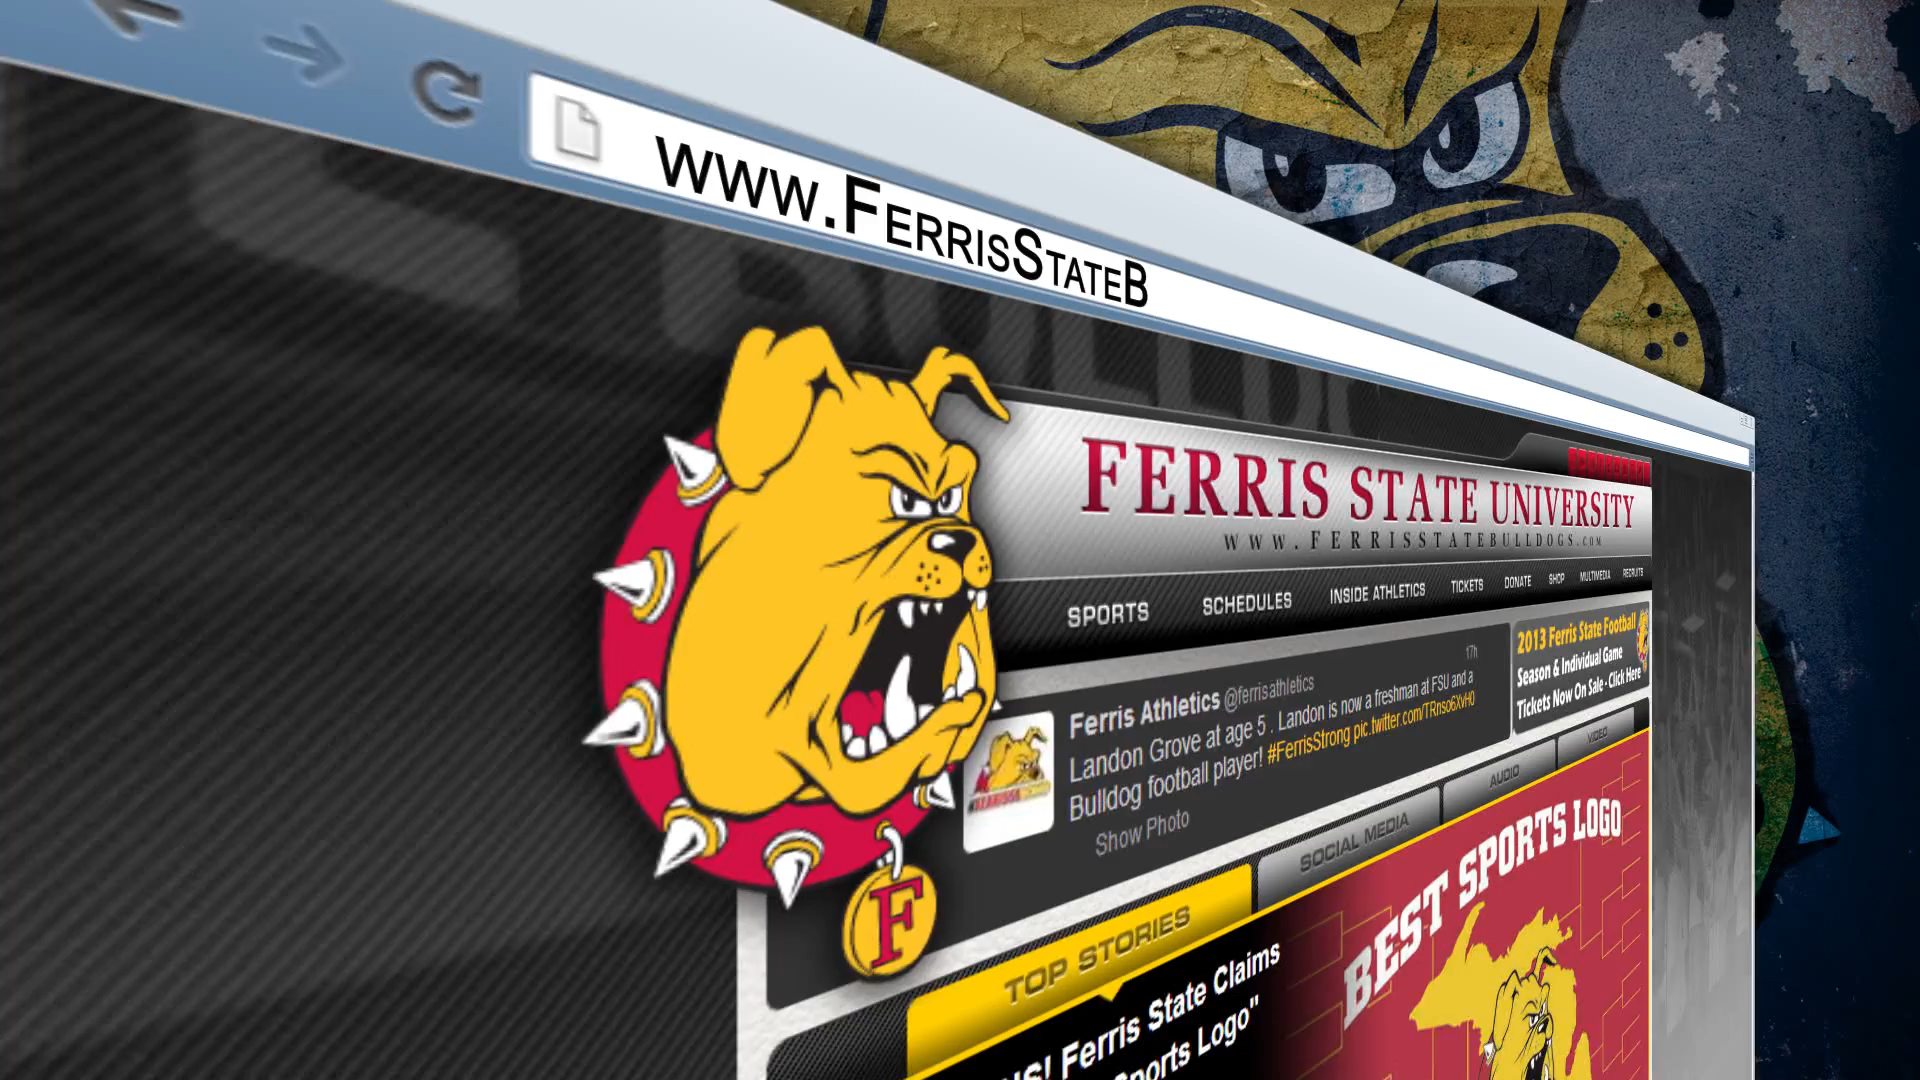 www.FerrisStateB
FERRIS STATE UNIVERSITY
WWW.FERRISSTATEBULLDOGS.COM
SPORTS SCHEDULES INSIDE ATHLETICS TICKETS DONATE SHOP MULTIMEDIA RECRUITS
Ferris Athletics @ferrisathletics 17h
Landon Grove at age 5 . Landon is now a freshman at FSU and a
Bulldog football player! #FerrisStrong pic.twitter.com/TRnso6XvH0
Show Photo
2013 Ferris State Football
Season & Individual Game
Tickets Now On Sale - Click Here
TOP STORIES SOCIAL MEDIA AUDIO VIDEO
Ferris State Claims
Sports Logo"
BEST SPORTS LOGO
F